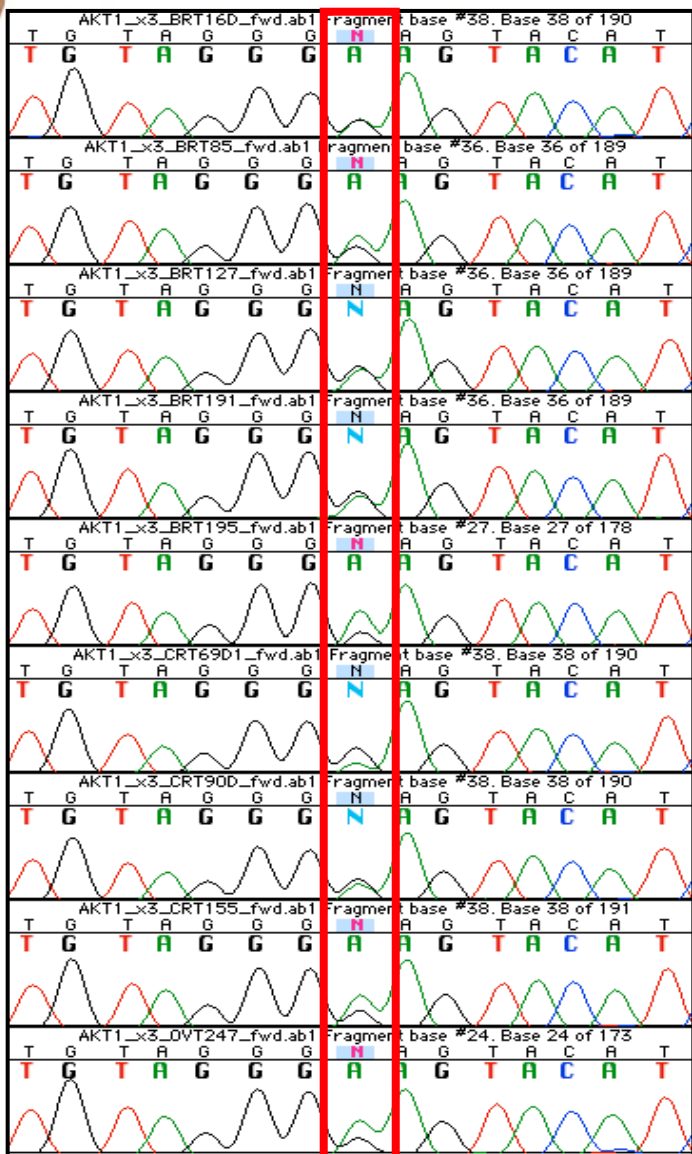 AKT1_x3_BRT16D_fwd.ab1 Fragment base #38. Base 38 of 190
T G T A G G G N A G T A C A T
T G T A G G G A A G T A C A T
AKT1_x3_BRT85_fwd.ab1 Fragment base #36. Base 36 of 189
T G T A G G G N A G T A C A T
T G T A G G G A A G T A C A T
AKT1_x3_BRT127_fwd.ab1 Fragment base #36. Base 36 of 189
T G T A G G G N A G T A C A T
T G T A G G G N A G T A C A T
AKT1_x3_BRT191_fwd.ab1 Fragment base #36. Base 36 of 189
T G T A G G G N A G T A C A T
T G T A G G G N A G T A C A T
AKT1_x3_BRT195_fwd.ab1 Fragment base #27. Base 27 of 178
T G T A G G G N A G T A C A T
T G T A G G G A A G T A C A T
AKT1_x3_CRT69D1_fwd.ab1 Fragment base #38. Base 38 of 190
T G T A G G G N A G T A C A T
T G T A G G G N A G T A C A T
AKT1_x3_CRT90D_fwd.ab1 Fragment base #38. Base 38 of 190
T G T A G G G N A G T A C A T
T G T A G G G N A G T A C A T
AKT1_x3_CRT155_fwd.ab1 Fragment base #38. Base 38 of 191
T G T A G G G N A G T A C A T
T G T A G G G A A G T A C A T
AKT1_x3_OVT247_fwd.ab1 Fragment base #24. Base 24 of 173
T G T A G G G N A G T A C A T
T G T A G G G A A G T A C A T